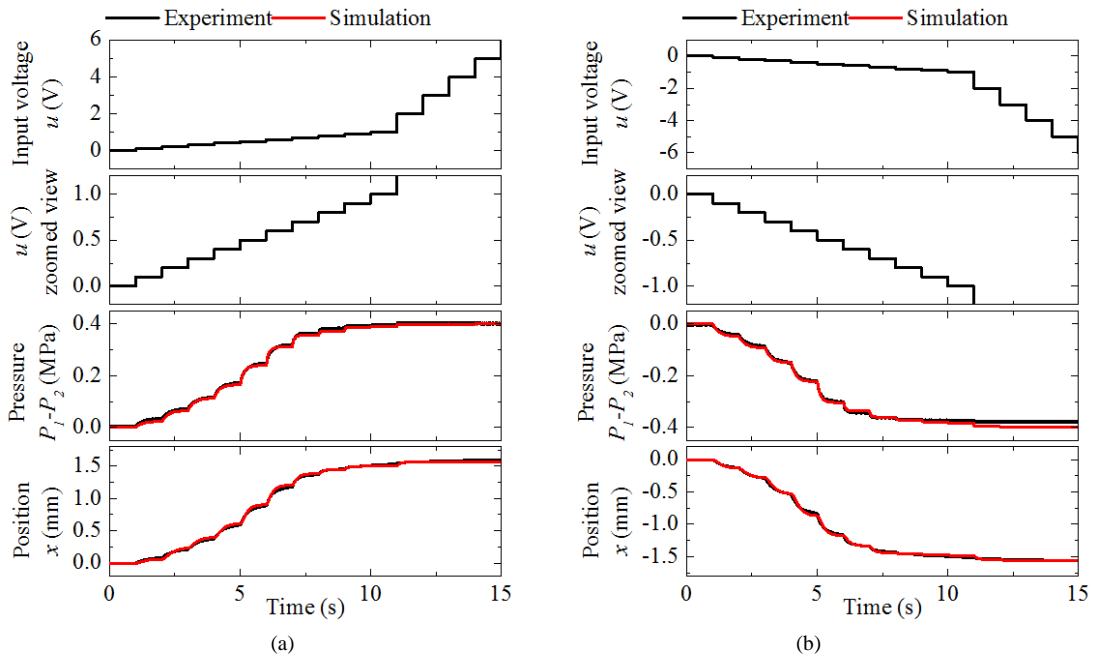 Experiment Simulation
Input voltage
u (V)
6
4
2
0
u (V)
zoomed view
1.0
0.5
0.0
Pressure
P1-P2 (MPa)
0.4
0.2
0.0
Position
x (mm)
1.5
1.0
0.5
0.0
0 5 10 15
Time (s)
(a)
Experiment Simulation
Input voltage
u (V)
0
-2
-4
-6
u (V)
zoomed view
0.0
-0.5
-1.0
Pressure
P1-P2 (MPa)
0.0
-0.2
-0.4
Position
x (mm)
0.0
-0.5
-1.0
-1.5
0 5 10 15
Time (s)
(b)